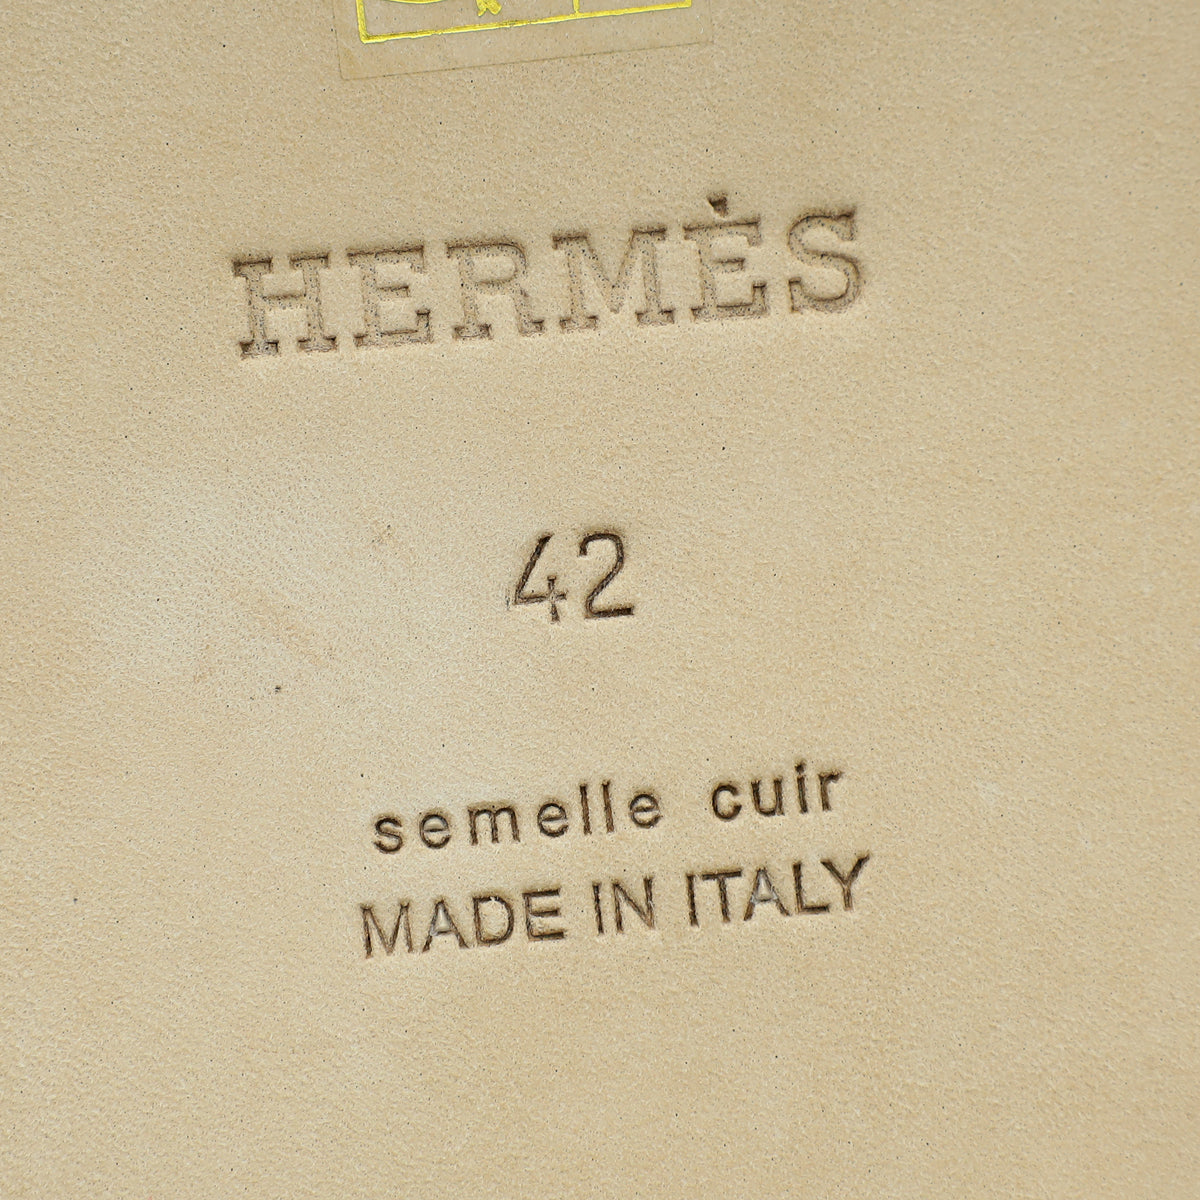 HERMÈS
42
semelle cuir
MADE IN ITALY